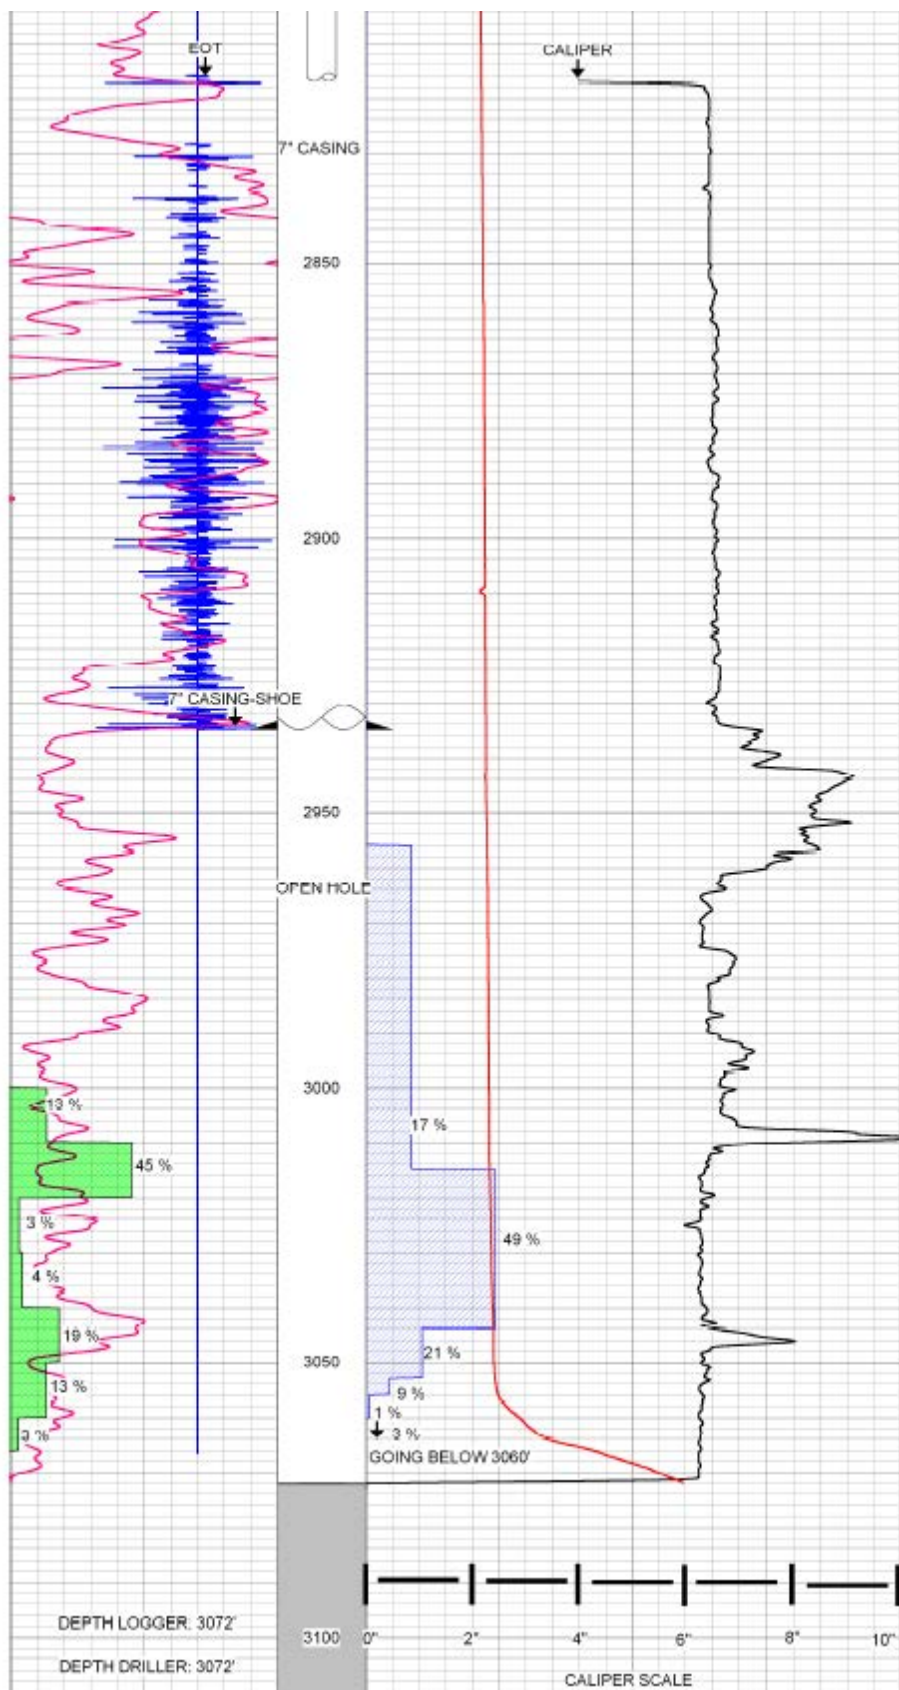 EOT
CALIPER
7" CASING
2850
2900
7" CASING-SHOE
2950
OPEN HOLE
3000
13 %
17 %
45 %
3 %
49 %
4 %
19 %
21 %
3050
13 %
9 %
1 %
3 %
3 %
GOING BELOW 3060'
DEPTH LOGGER: 3072'
3100 0" 2" 4" 6" 8" 10"
DEPTH DRILLER: 3072'
CALIPER SCALE